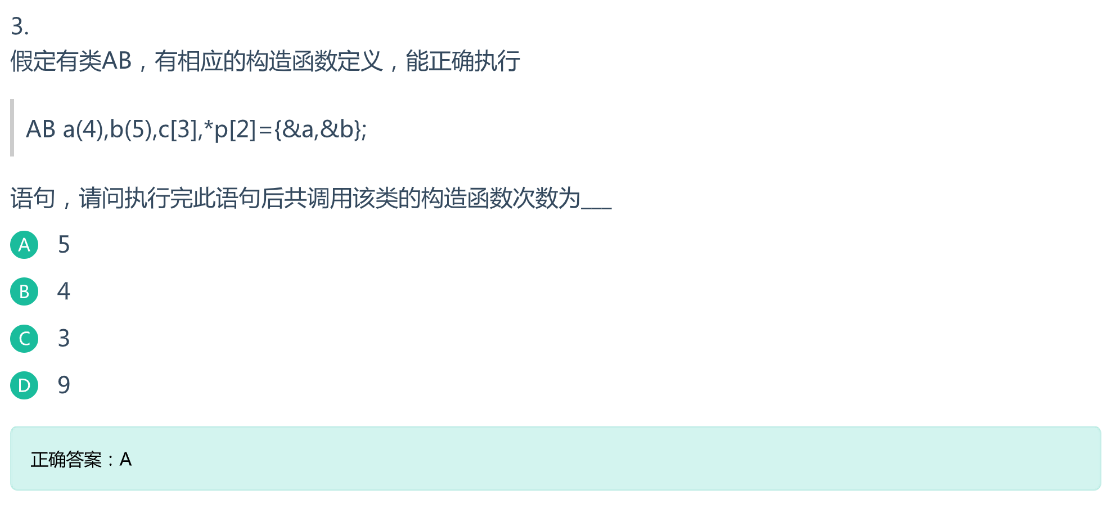 3.
假定有类AB，有相应的构造函数定义，能正确执行
AB a(4),b(5),c[3],*p[2]={&a,&b};
语句，请问执行完此语句后共调用该类的构造函数次数为___
A 5
B 4
C 3
D 9
正确答案：A